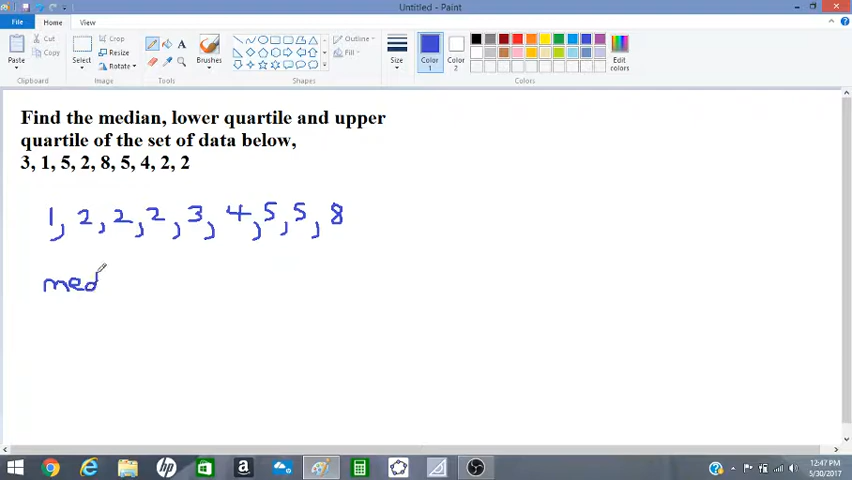 Untitled - Paint
File
Home
View
Paste
Cut
Copy
Clipboard
Select
Crop
Resize
Rotate
Image
A
Tools
Brushes
Outline
Fill
Shapes
Size
Color
1
Color
2
Edit
colors
Colors
Find the median, lower quartile and upper
quartile of the set of data below,
3, 1, 5, 2, 8, 5, 4, 2, 2
1, 2, 2, 2, 3, 4, 5, 5, 8
med
hp
a
12:47 PM
5/30/2017